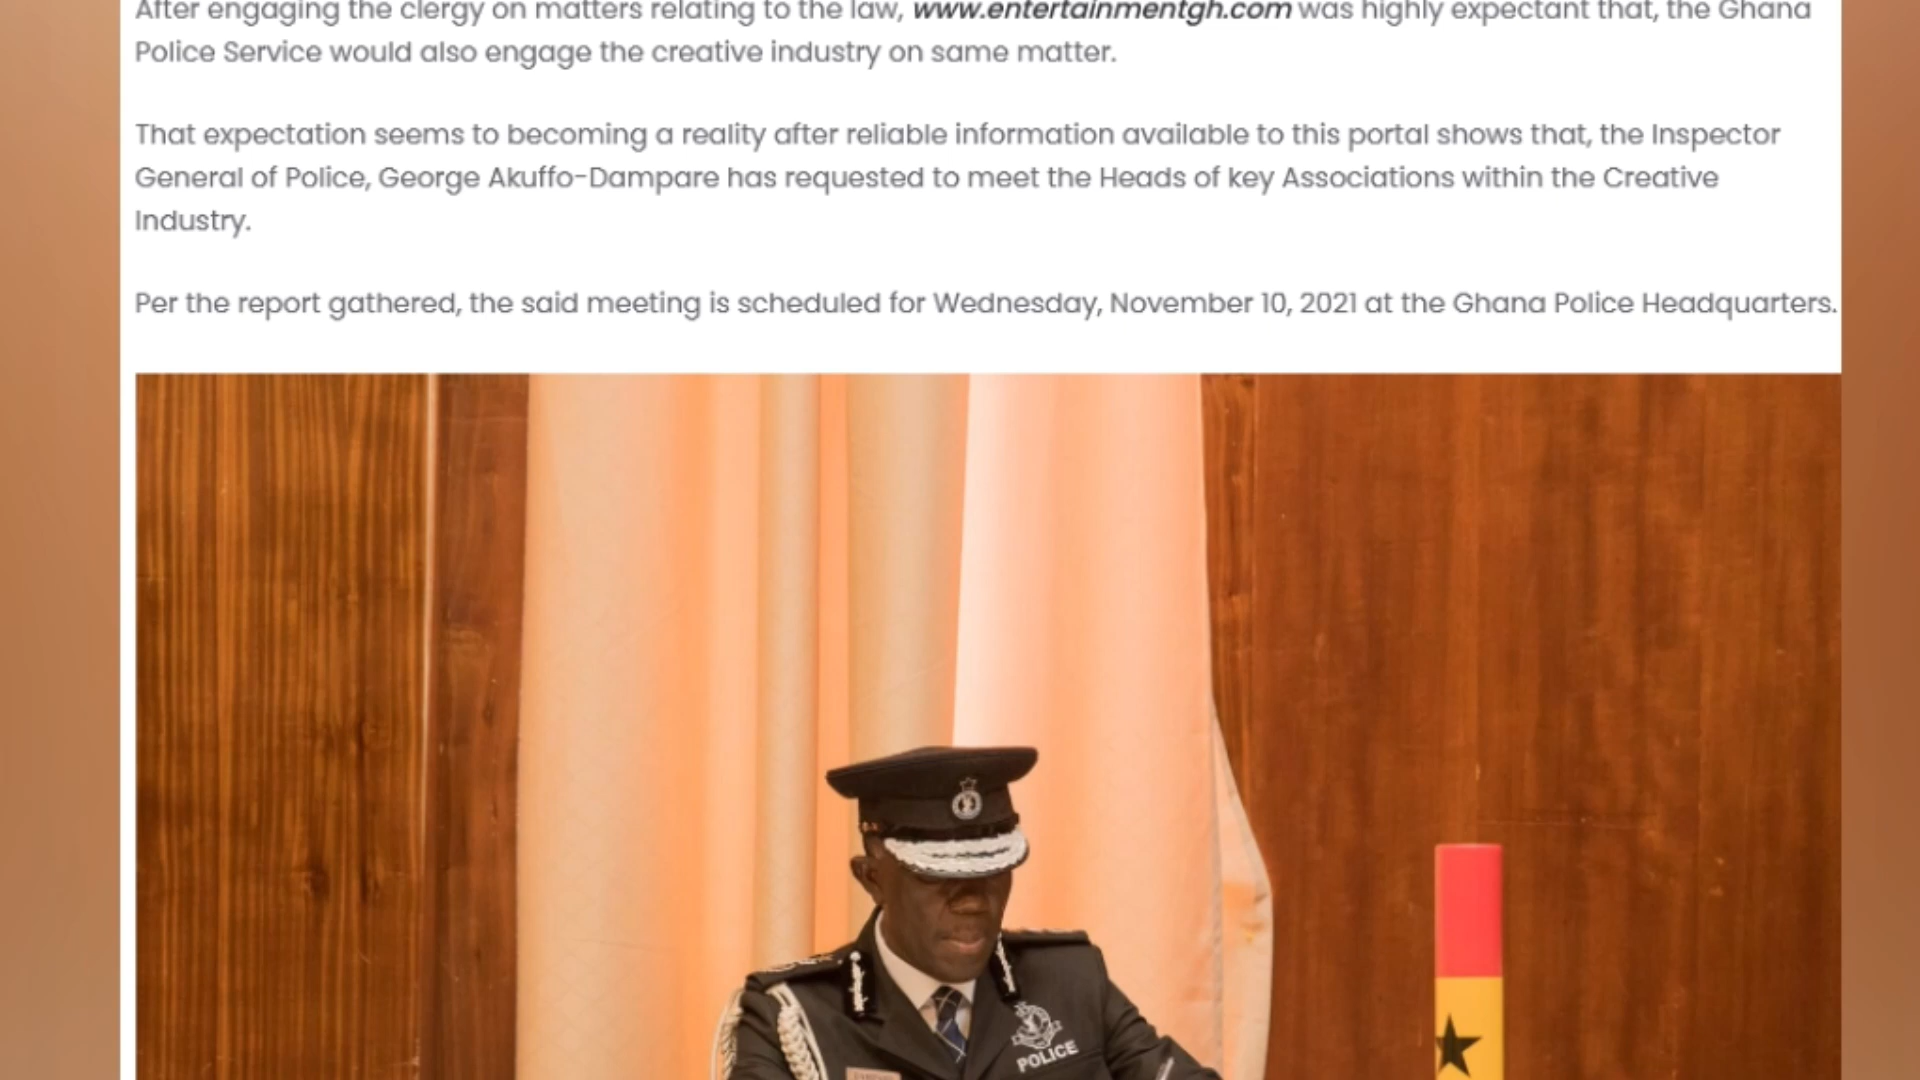 After engaging the clergy on matters relating to the law, www.entertainmentgh.com was highly expectant that, the Ghana
Police Service would also engage the creative industry on same matter.
That expectation seems to becoming a reality after reliable information available to this portal shows that, the Inspector
General of Police, George Akuffo-Dampare has requested to meet the Heads of key Associations within the Creative
Industry.
Per the report gathered, the said meeting is scheduled for Wednesday, November 10, 2021 at the Ghana Police Headquarters.
POLICE